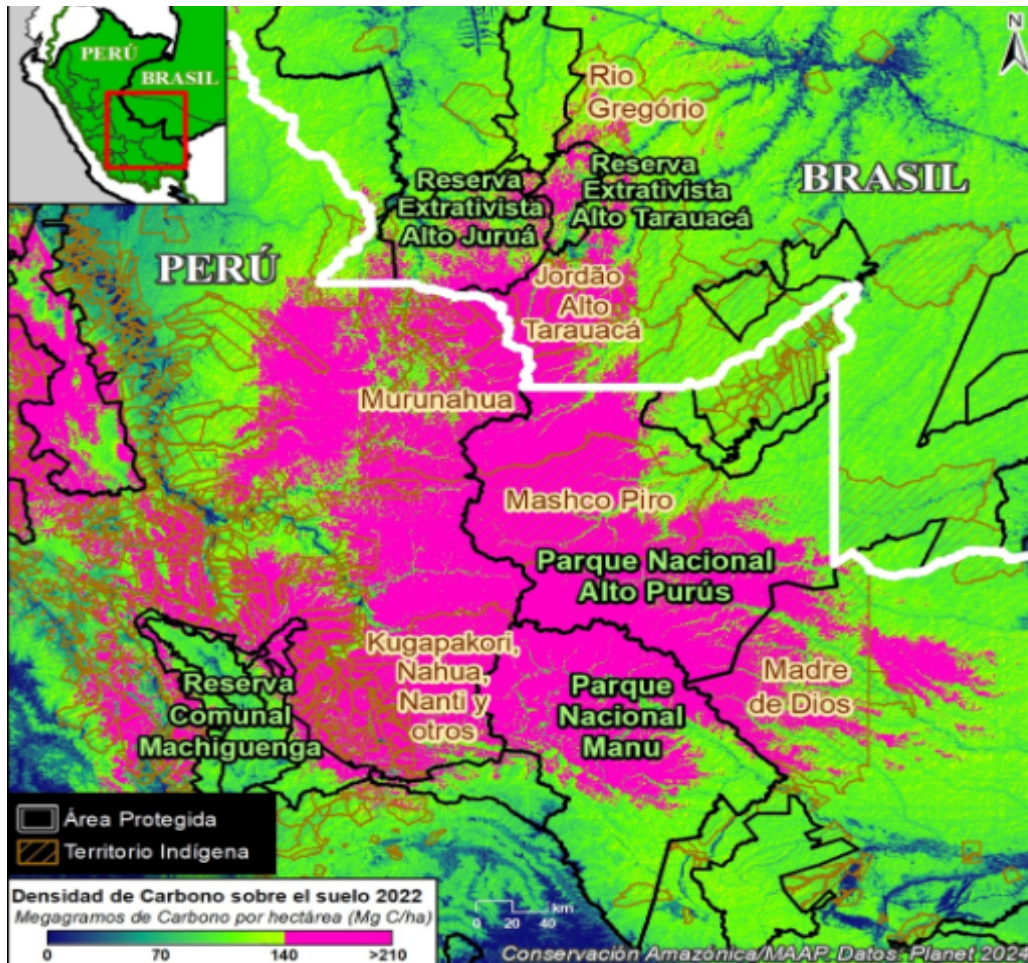 PERÚ
BRASIL
N
Rio
Gregório
Reserva
Extrativista
Alto Juruá
Reserva
Extrativista
Alto Tarauacá
BRASIL
PERÚ
Jordão
Alto
Tarauacá
Murunahua
Mashco Piro
Parque Nacional
Alto Purús
Kugapakori,
Nahua,
Nanti y
otros
Parque
Nacional
Manu
Madre
de Dios
Reserva
Comunal
Machiguenga
Área Protegida
Territorio Indígena
Densidad de Carbono sobre el suelo 2022
Megagramos de Carbono por hectárea (Mg C/ha)
0 70 140 >210
km
0 20 40
Conservación Amazónica/MAAP. Datos: Planet 2024